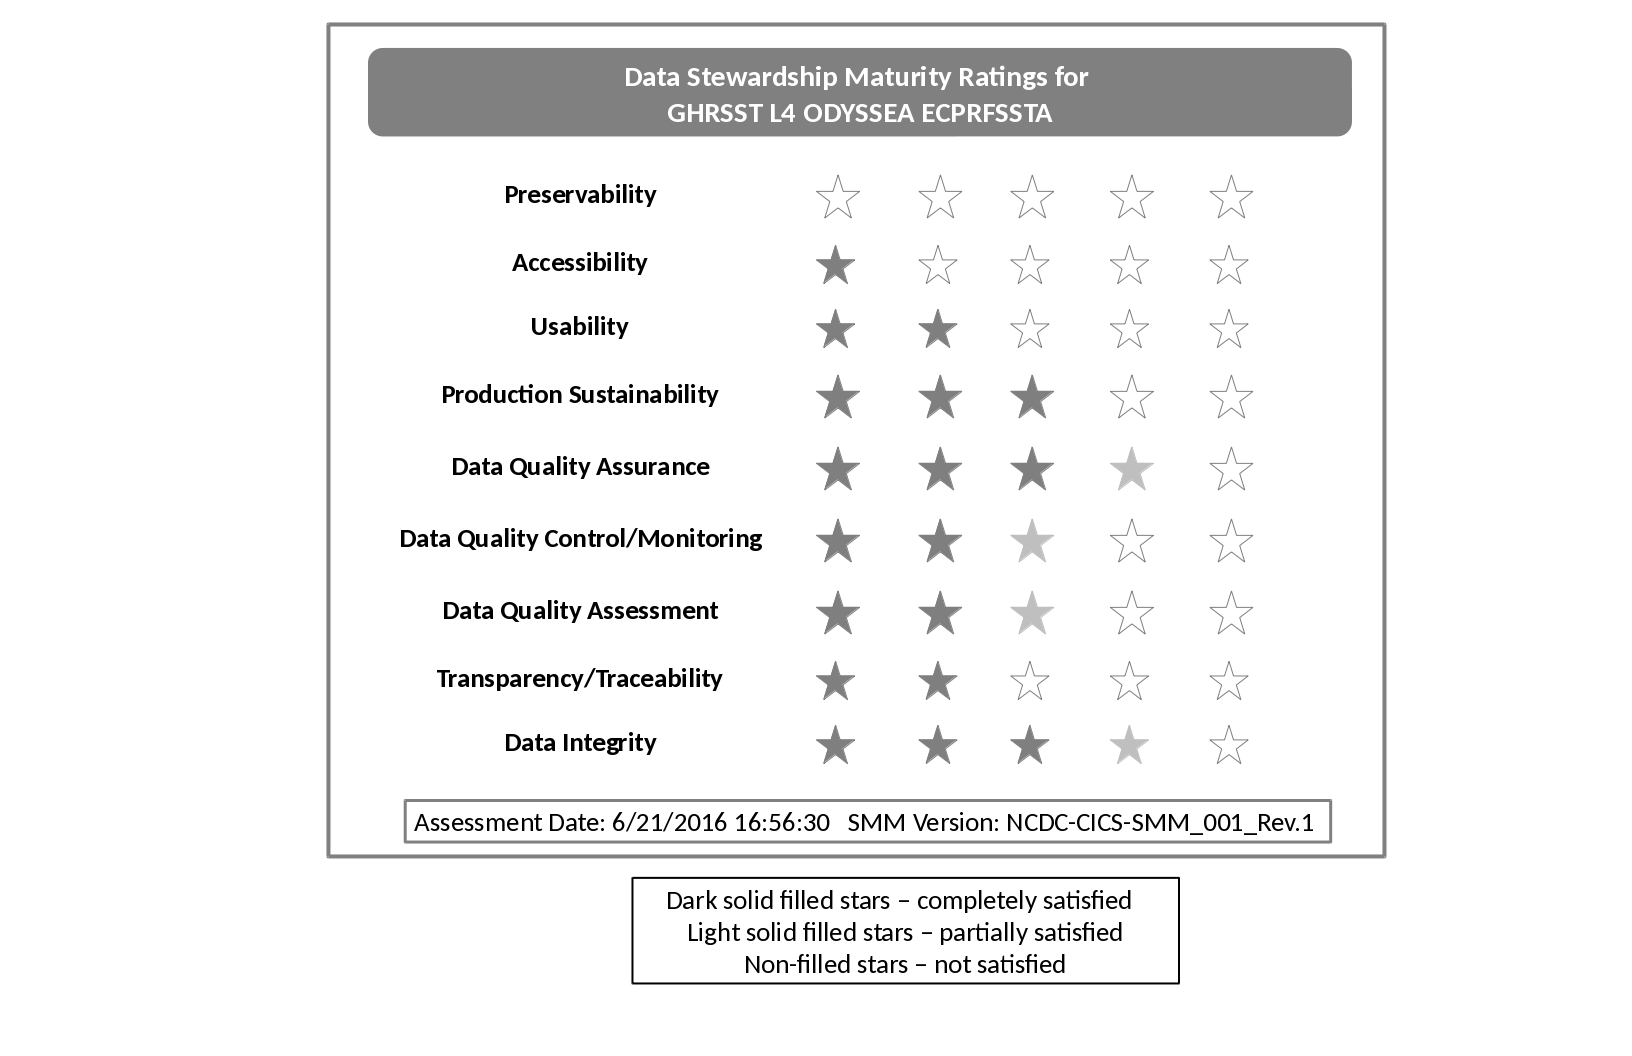 Data Stewardship Maturity Ratings for
GHRSST L4 ODYSSEA ECPRFSSTA
Preservability
Accessibility
Usability
Production Sustainability
Data Quality Assurance
Data Quality Control/Monitoring
Data Quality Assessment
Transparency/Traceability
Data Integrity
Assessment Date: 6/21/2016 16:56:30   SMM Version: NCDC-CICS-SMM_001_Rev.1
Dark solid filled stars – completely satisfied
Light solid filled stars – partially satisfied
Non-filled stars – not satisfied